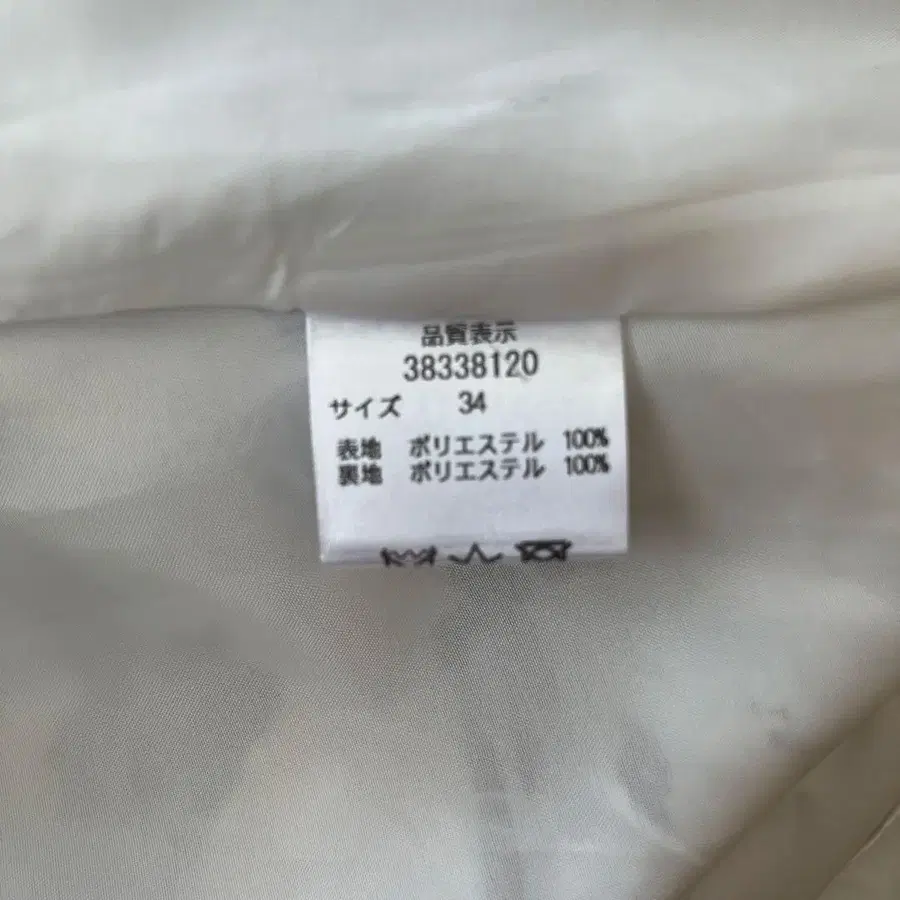 品質表示
38338120
サイズ 34
表地 ポリエステル 100%
裏地 ポリエステル 100%